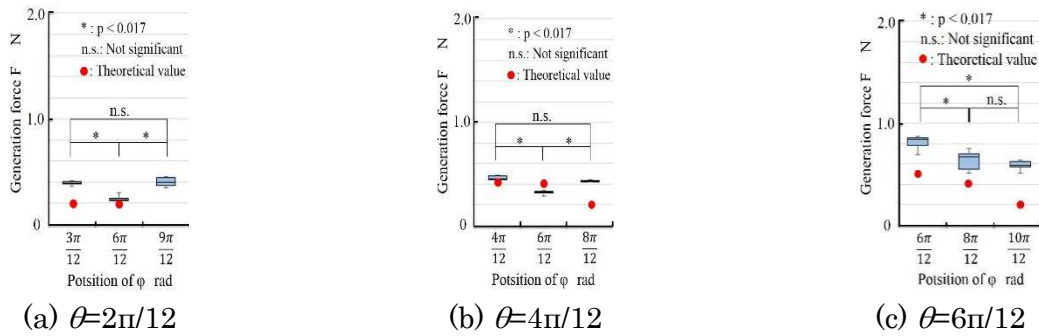 2.0
* : p < 0.017
n.s.: Not significant
● : Theoretical value
n.s.
1.0
* *
0
Generation force F N
3π/12 6π/12 9π/12
Potsition of φ rad
(a) θ=2π/12
2.0
* : p < 0.017
n.s.: Not significant
● : Theoretical value
n.s.
1.0
* *
0
Generation force F N
4π/12 6π/12 8π/12
Potsition of φ rad
(b) θ=4π/12
2.0
* : p < 0.017
n.s.: Not significant
● : Theoretical value
*
* n.s.
1.0
0
Generation force F N
6π/12 8π/12 10π/12
Potsition of φ rad
(c) θ=6π/12